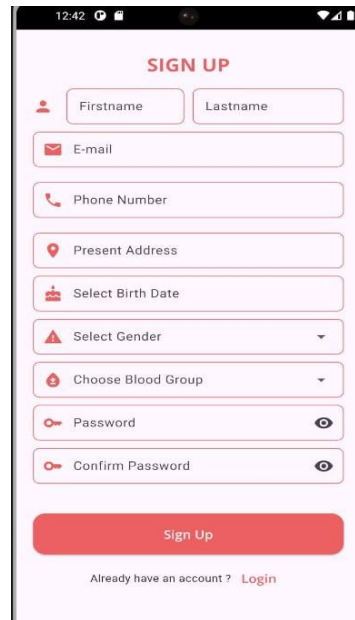 12:42
SIGN UP
Firstname Lastname
E-mail
Phone Number
Present Address
Select Birth Date
Select Gender
Choose Blood Group
Password
Confirm Password
Sign Up
Already have an account ? Login